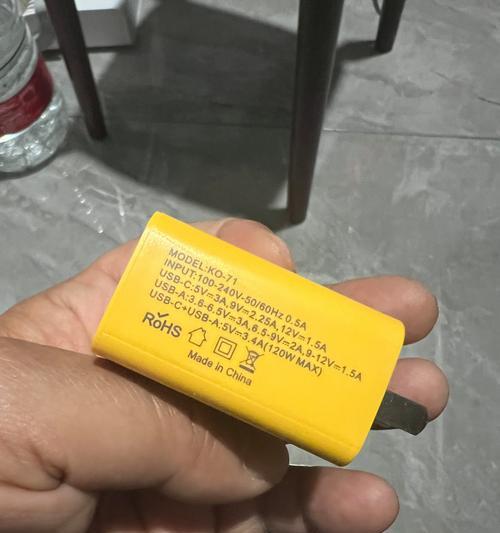 MODEL:KO-71
INPUT:100-240V-50/60Hz 0.5A
USB-C:5V=3A,9V=2.25A,12V=1.5A
USB-A:3.6-6.5V=3A,6.5-9V=2A,9-12V=1.5A
USB-C+USB-A:5V=3.4A(120W MAX)
RoHS
Made in China